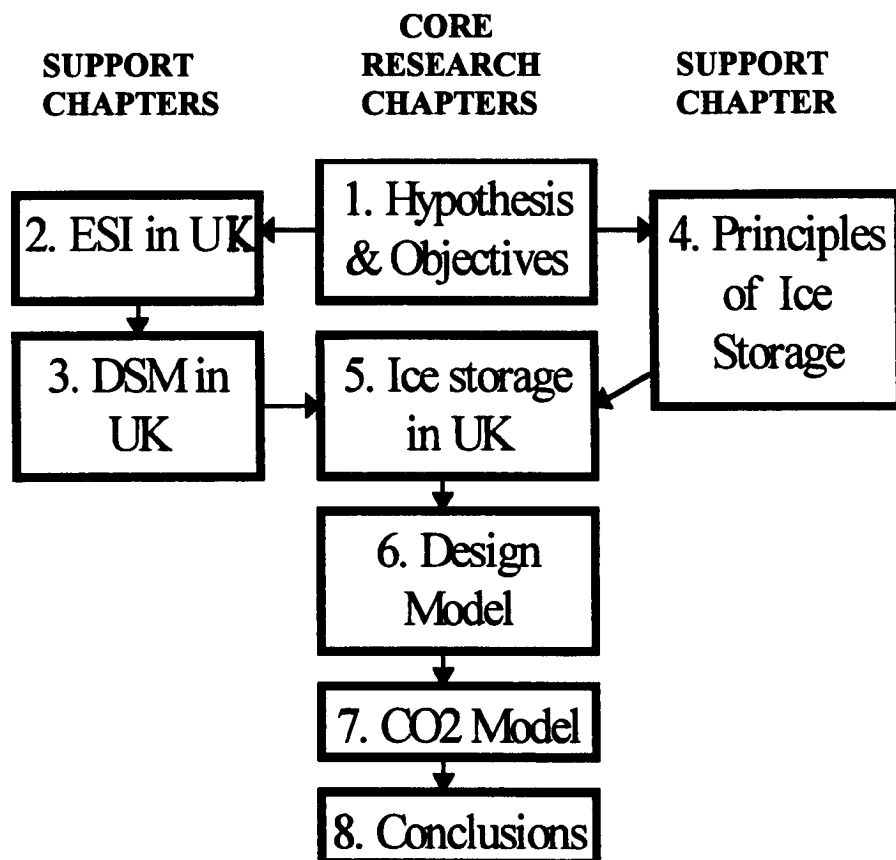 SUPPORT
CHAPTERS
CORE
RESEARCH
CHAPTERS
SUPPORT
CHAPTER
1. Hypothesis
& Objectives
2. ESI in UK
4. Principles
of Ice
Storage
3. DSM in
UK
5. Ice storage
in UK
6. Design
Model
7. CO2 Model
8. Conclusions